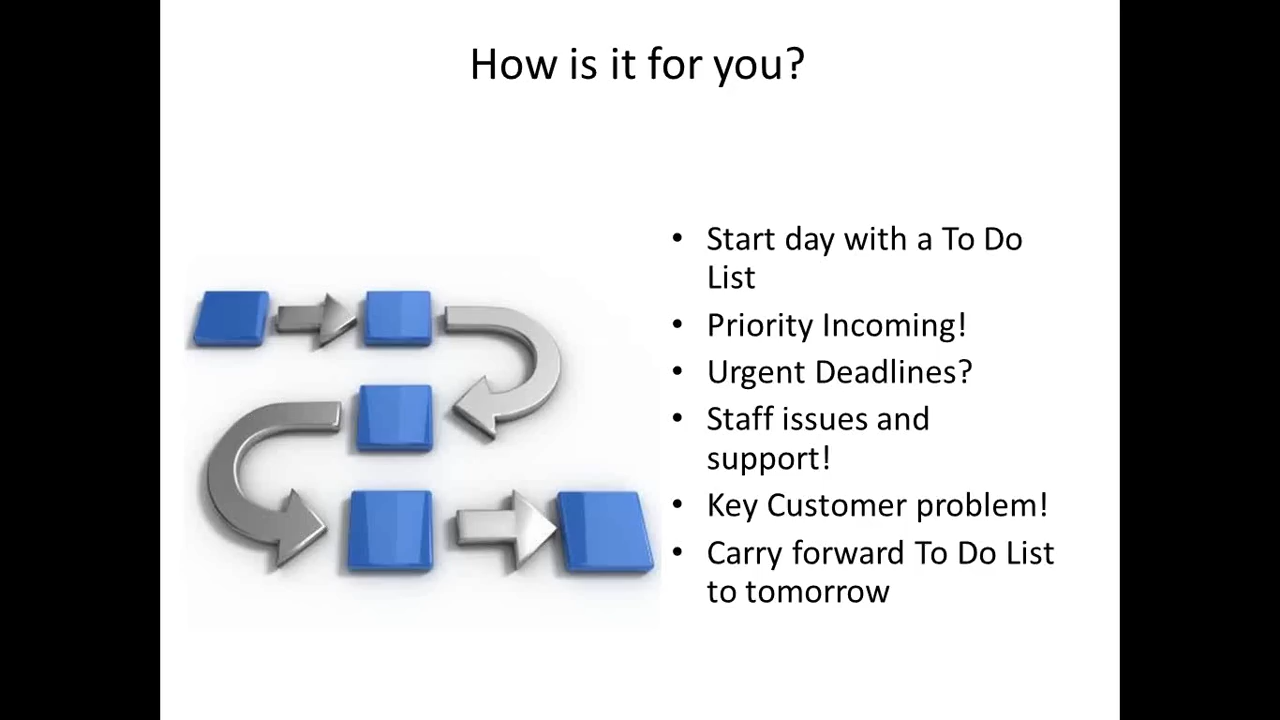 How is it for you?
• Start day with a To Do
List
• Priority Incoming!
• Urgent Deadlines?
• Staff issues and
support!
• Key Customer problem!
• Carry forward To Do List
to tomorrow